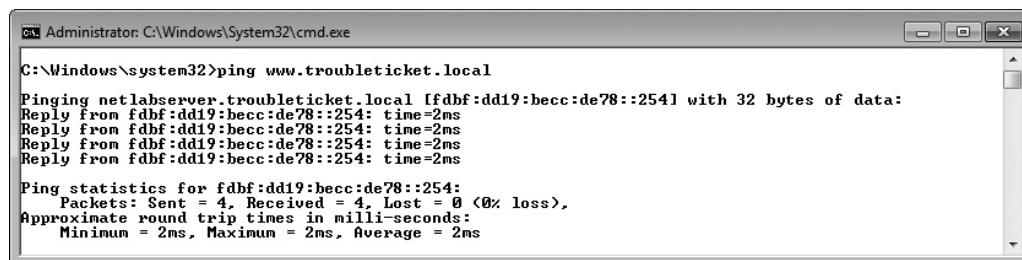 Administrator: C:\Windows\System32\cmd.exe
C:\Windows\system32>ping www.troubleticket.local
Pinging netlabserver.troubleticket.local [fdbf:dd19:becc:de78::254] with 32 bytes of data:
Reply from fdbf:dd19:becc:de78::254: time=2ms
Reply from fdbf:dd19:becc:de78::254: time=2ms
Reply from fdbf:dd19:becc:de78::254: time=2ms
Reply from fdbf:dd19:becc:de78::254: time=2ms
Ping statistics for fdbf:dd19:becc:de78::254:
Packets: Sent = 4, Received = 4, Lost = 0 (0% loss),
Approximate round trip times in milli-seconds:
Minimum = 2ms, Maximum = 2ms, Average = 2ms